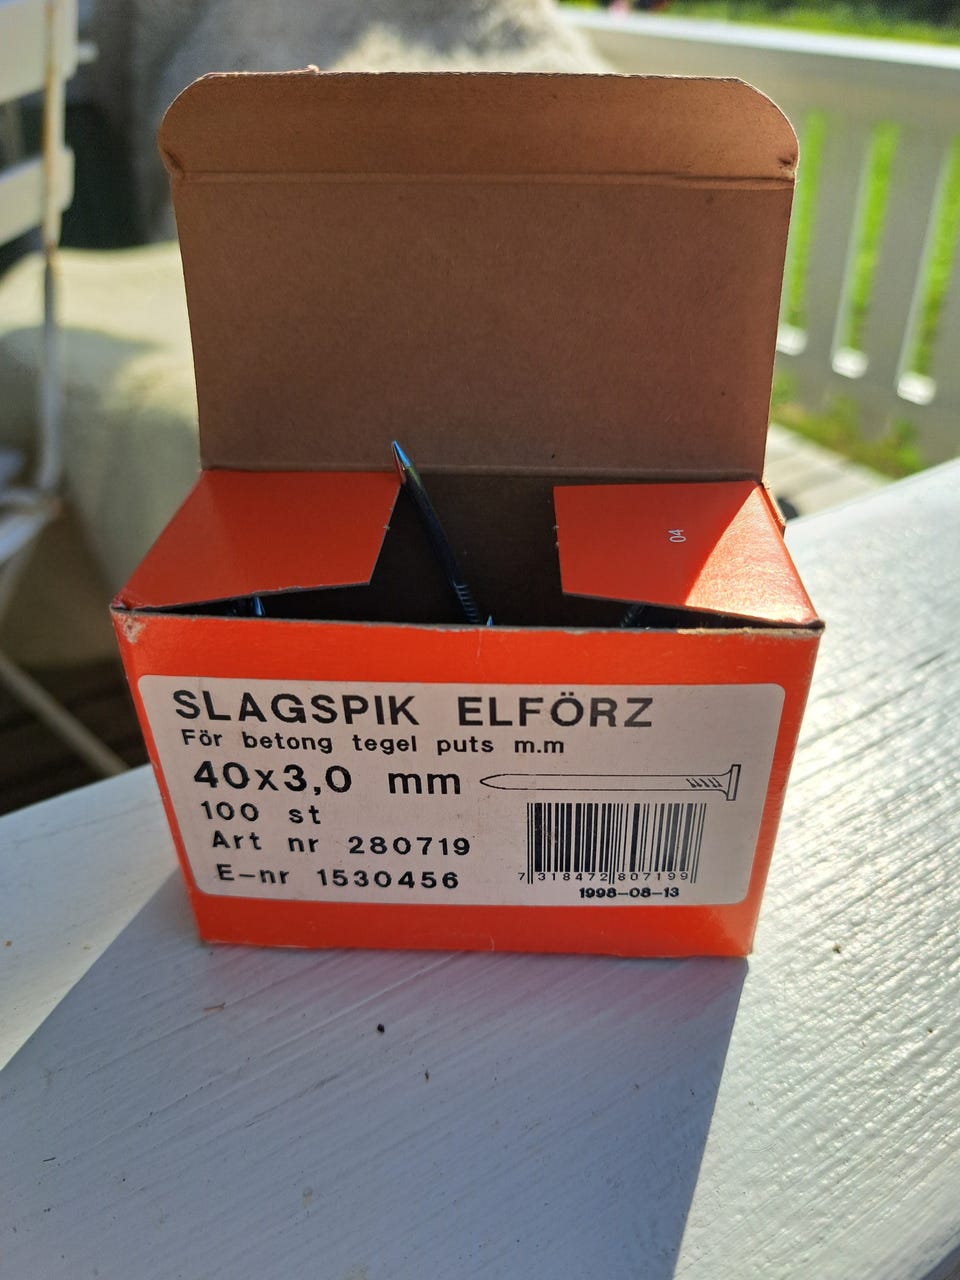 04
SLAGSPIK ELFÖRZ
För betong tegel puts m.m
40x3,0 mm
100 st
Art nr 280719
E-nr 1530456
7 318472 807199
1998-08-13